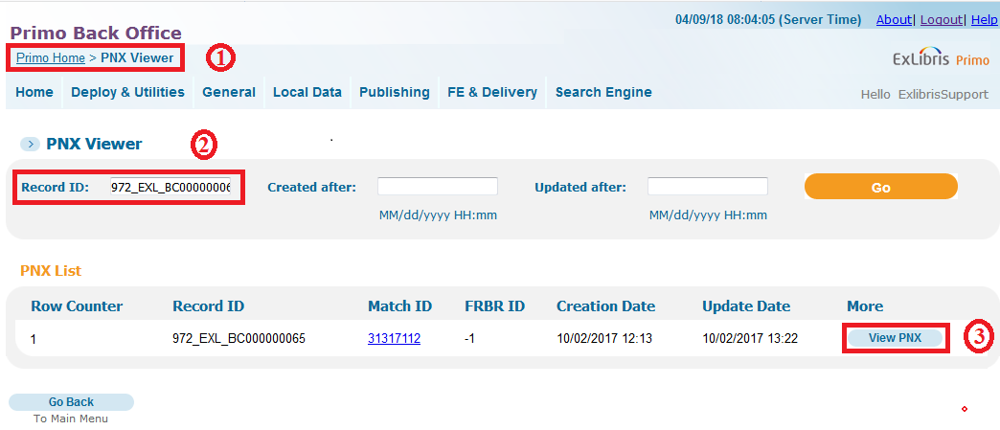 04/09/18 08:04:05 (Server Time) About| Logout| Help
Primo Back Office
Primo Home > PNX Viewer 1
ExLibris Primo
Home Deploy & Utilities General Local Data Publishing FE & Delivery Search Engine
Hello ExlibrisSupport
> PNX Viewer 2
Record ID: 972_EXL_BC00000006 Created after: Updated after: Go
MM/dd/yyyy HH:mm MM/dd/yyyy HH:mm
PNX List
Row Counter Record ID Match ID FRBR ID Creation Date Update Date More
1 972_EXL_BC000000065 31317112 -1 10/02/2017 12:13 10/02/2017 13:22 View PNX 3
Go Back
To Main Menu